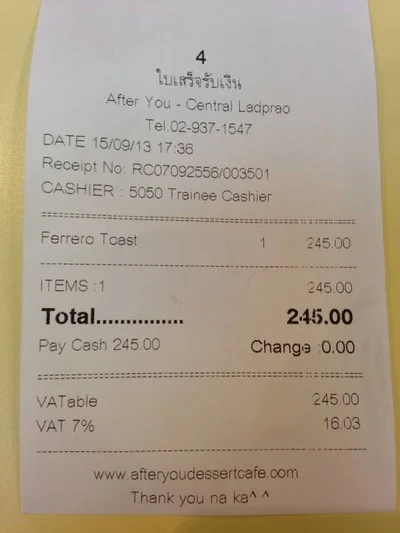 4
ใบเสร็จรับเงิน
After You - Central Ladprao
Tel.02-937-1547
DATE 15/09/13 17:36
Receipt No: RC07092556/003501
CASHIER : 5050 Trainee Cashier
Ferrero Toast 1 245.00
ITEMS :1 245.00
Total............... 245.00
Pay Cash 245.00 Change :0.00
VATable 245.00
VAT 7% 16.03
www.afteryoudessertcafe.com
Thank you na ka^ ^